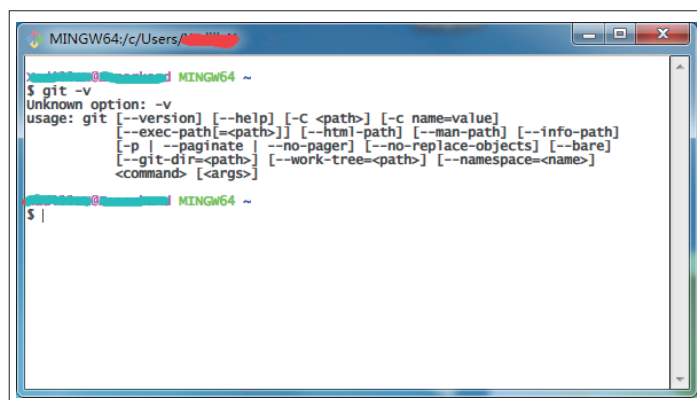 MINGW64:/c/Users/
MINGW64 ~
$ git -v
Unknown option: -v
usage: git [--version] [--help] [-C <path>] [-c name=value]
[--exec-path[=<path>]] [--html-path] [--man-path] [--info-path]
[-p | --paginate | --no-pager] [--no-replace-objects] [--bare]
[--git-dir=<path>] [--work-tree=<path>] [--namespace=<name>]
<command> [<args>]
MINGW64 ~
$